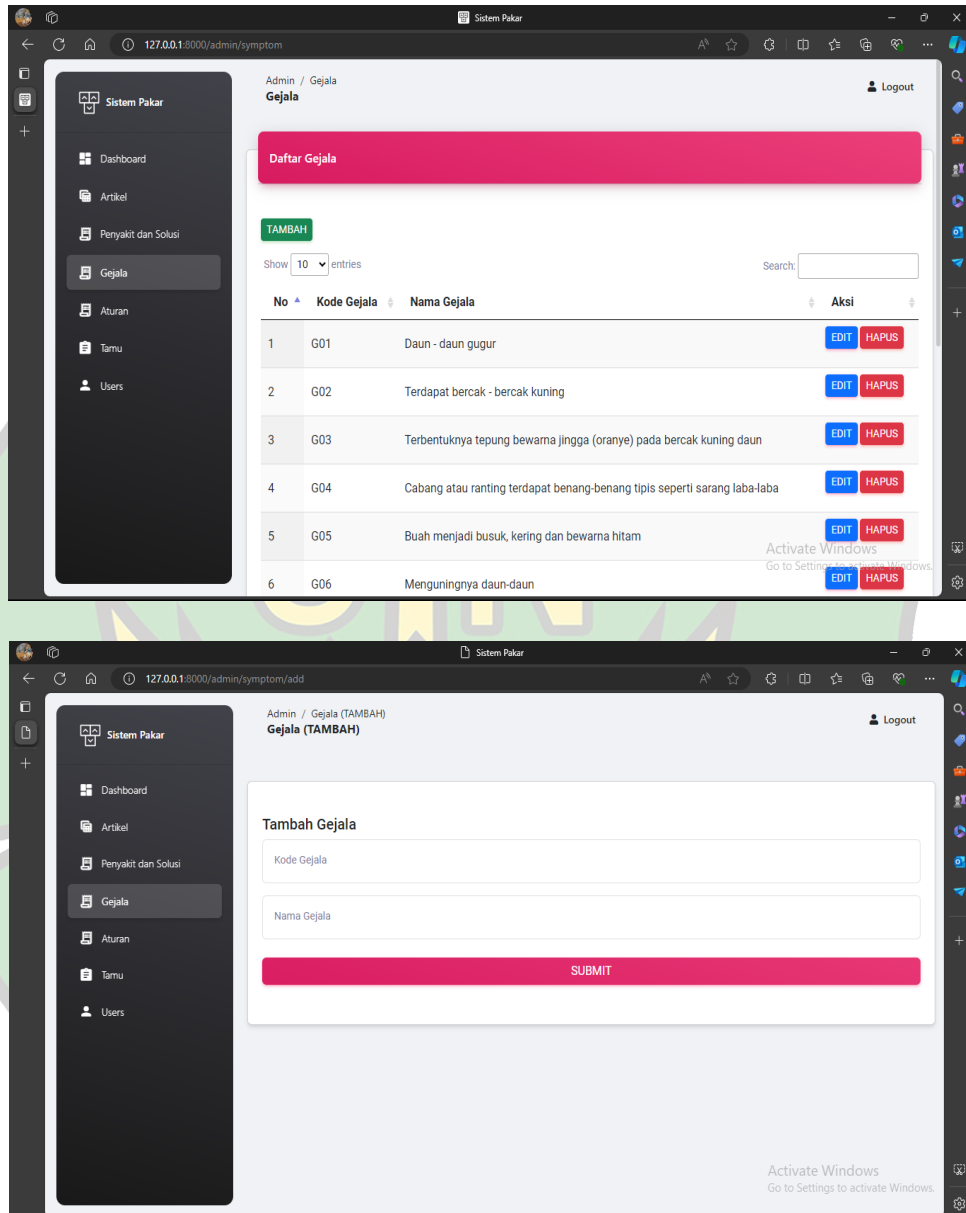 Sistem Pakar
127.0.0.1:8000/admin/symptom
Sistem Pakar
Admin / Gejala
Gejala
Logout
Dashboard
Artikel
Penyakit dan Solusi
Gejala
Aturan
Tamu
Users
Daftar Gejala
TAMBAH
Show 10 entries
Search:
No Kode Gejala Nama Gejala Aksi
1 G01 Daun - daun gugur EDIT HAPUS
2 G02 Terdapat bercak - bercak kuning EDIT HAPUS
3 G03 Terbentuknya tepung bewarna jingga (oranye) pada bercak kuning daun EDIT HAPUS
4 G04 Cabang atau ranting terdapat benang-benang tipis seperti sarang laba-laba EDIT HAPUS
5 G05 Buah menjadi busuk, kering dan bewarna hitam EDIT HAPUS
6 G06 Menguningnya daun-daun EDIT HAPUS
Activate Windows
Go to Settings to activate Windows.
Sistem Pakar
127.0.0.1:8000/admin/symptom/add
Sistem Pakar
Admin / Gejala (TAMBAH)
Gejala (TAMBAH)
Logout
Dashboard
Artikel
Penyakit dan Solusi
Gejala
Aturan
Tamu
Users
Tambah Gejala
Kode Gejala
Nama Gejala
SUBMIT
Activate Windows
Go to Settings to activate Windows.